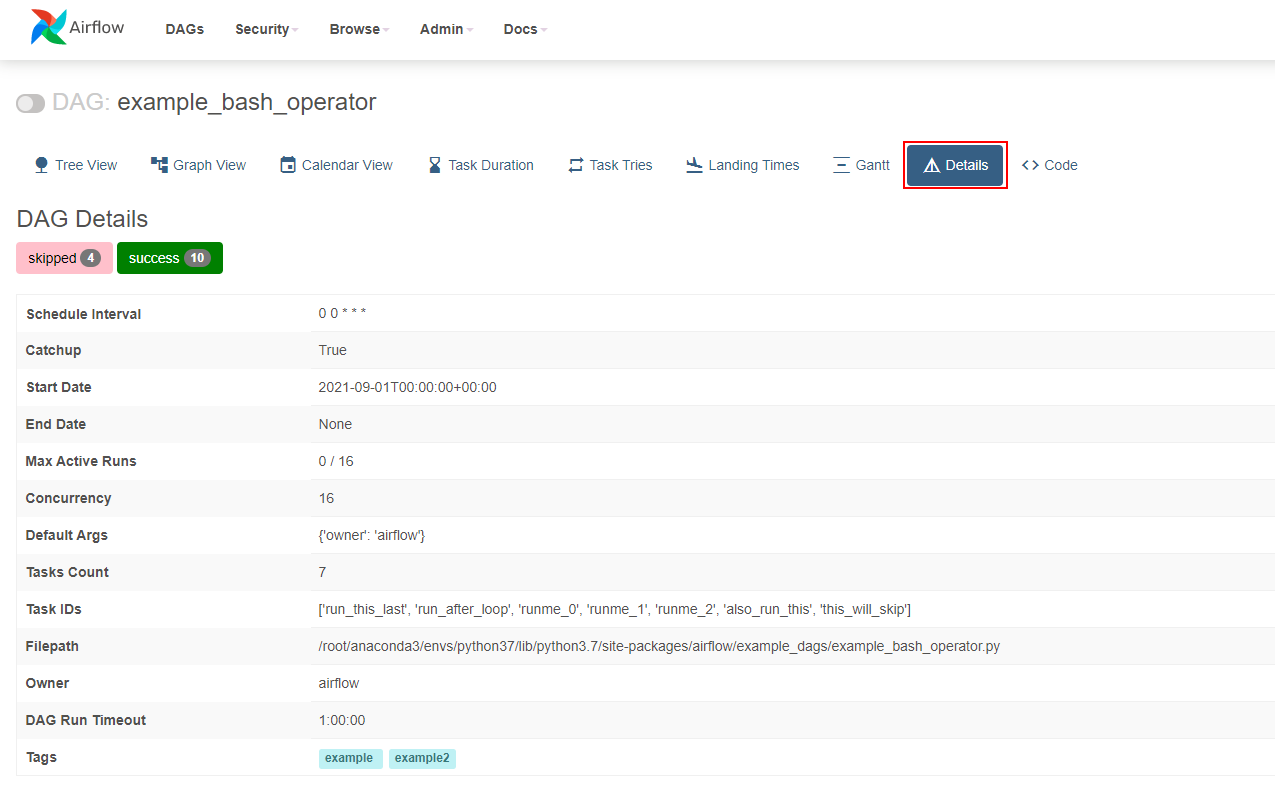 Airflow DAGs Security Browse Admin Docs
DAG: example_bash_operator
Tree View Graph View Calendar View Task Duration Task Tries Landing Times Gantt Details Code
DAG Details
skipped 4 success 10
Schedule Interval 0 0 * * *
Catchup True
Start Date 2021-09-01T00:00:00+00:00
End Date None
Max Active Runs 0 / 16
Concurrency 16
Default Args {'owner': 'airflow'}
Tasks Count 7
Task IDs ['run_this_last', 'run_after_loop', 'runme_0', 'runme_1', 'runme_2', 'also_run_this', 'this_will_skip']
Filepath /root/anaconda3/envs/python37/lib/python3.7/site-packages/airflow/example_dags/example_bash_operator.py
Owner airflow
DAG Run Timeout 1:00:00
Tags example example2